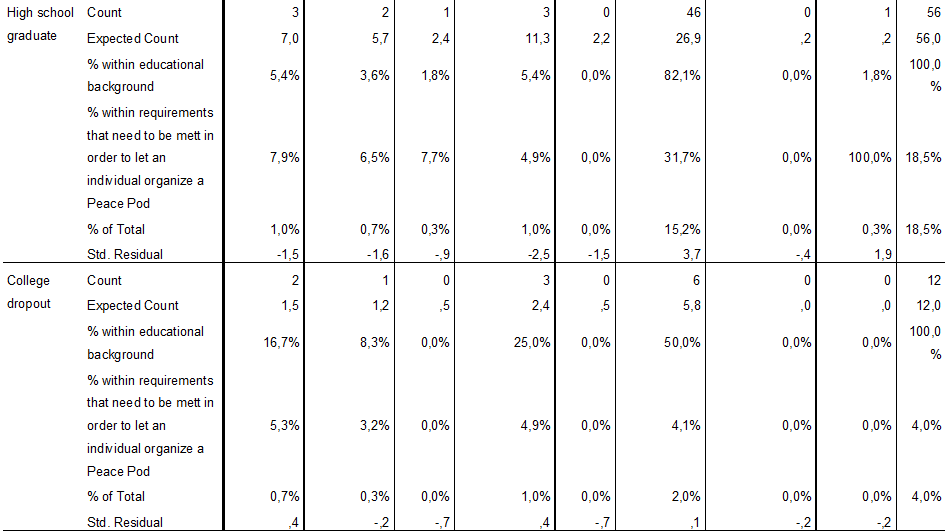 High school Count 3 2 1 3 0 46 0 1 56
graduate Expected Count 7,0 5,7 2,4 11,3 2,2 26,9 ,2 ,2 56,0
% within educational 100,0
5,4% 3,6% 1,8% 5,4% 0,0% 82,1% 0,0% 1,8%
background %
% within requirements
that need to be mett in
order to let an 7,9% 6,5% 7,7% 4,9% 0,0% 31,7% 0,0% 100,0% 18,5%
individual organize a
Peace Pod
% of Total 1,0% 0,7% 0,3% 1,0% 0,0% 15,2% 0,0% 0,3% 18,5%
Std. Residual -1,5 -1,6 -,9 -2,5 -1,5 3,7 -,4 1,9
College Count 2 1 0 3 0 6 0 0 12
dropout Expected Count 1,5 1,2 ,5 2,4 ,5 5,8 ,0 ,0 12,0
% within educational 100,0
16,7% 8,3% 0,0% 25,0% 0,0% 50,0% 0,0% 0,0%
background %
% within requirements
that need to be mett in
order to let an 5,3% 3,2% 0,0% 4,9% 0,0% 4,1% 0,0% 0,0% 4,0%
individual organize a
Peace Pod
% of Total 0,7% 0,3% 0,0% 1,0% 0,0% 2,0% 0,0% 0,0% 4,0%
Std. Residual ,4 -,2 -,7 ,4 -,7 ,1 -,2 -,2